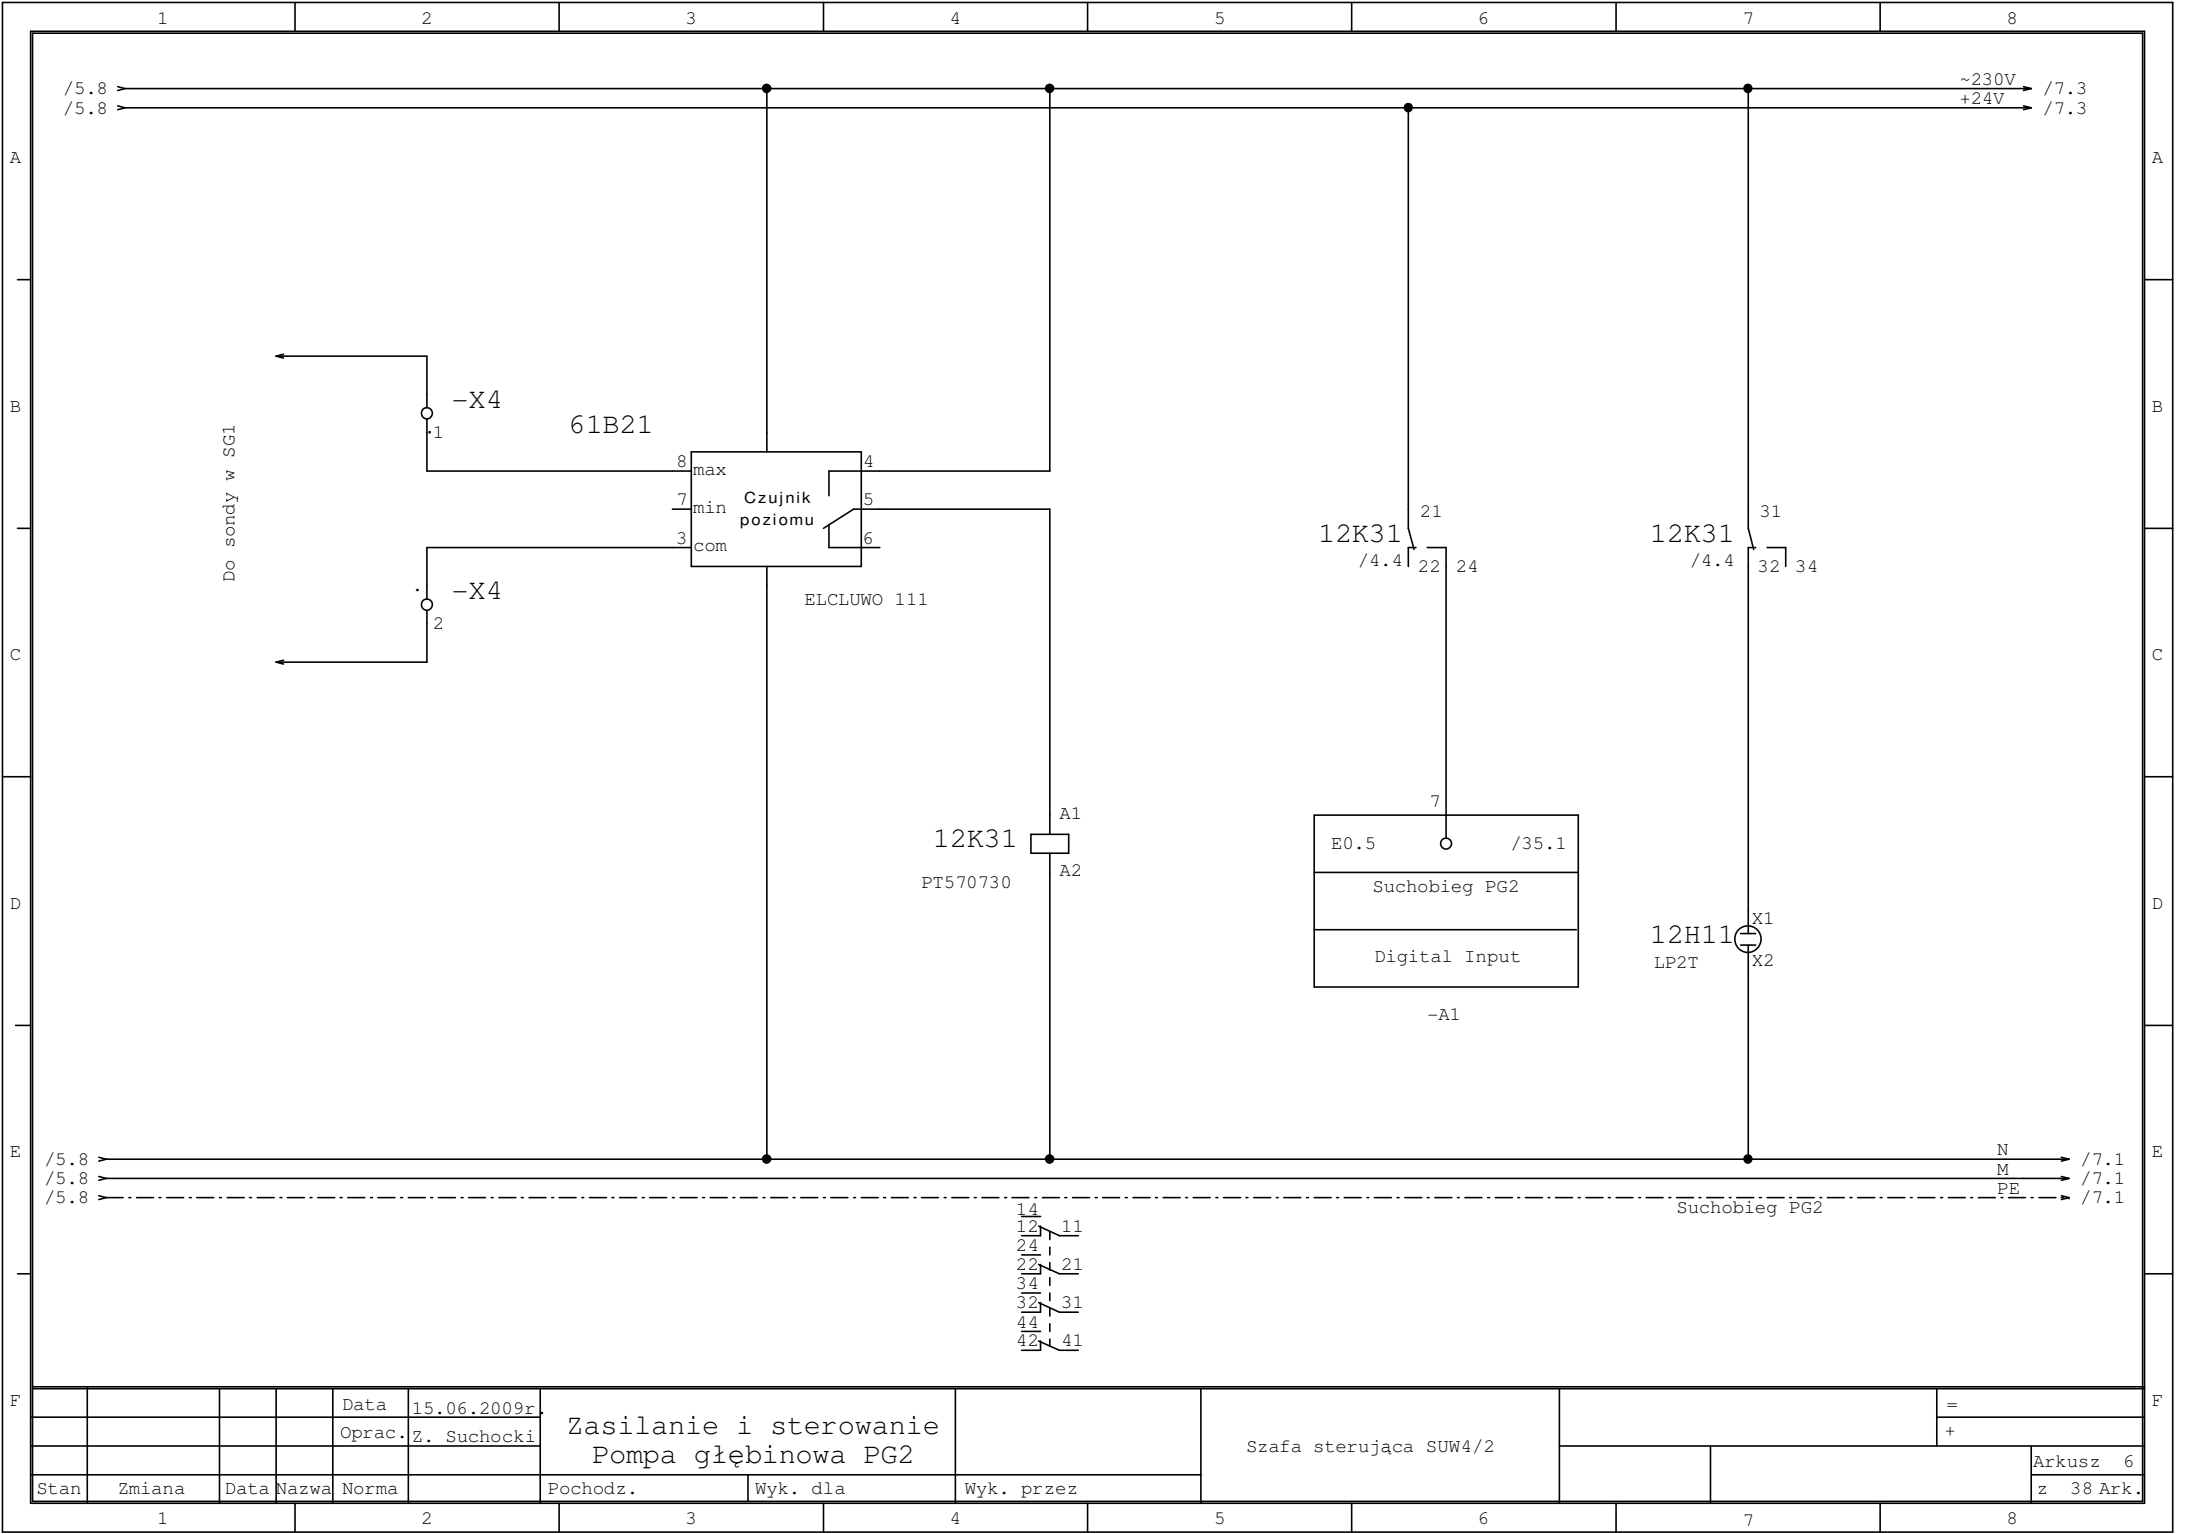 1 2 3 4 5 6 7 8
/5.8 ~230V /7.3
/5.8 +24V /7.3
A A
B B
-X4
.1
61B21
Do sondy w SG1
8 max 4
7 min Czujnik 5
poziomu
3 com 6
ELCLUWO 111
-X4
2
21
12K31
/4.4 22 24
31
12K31
/4.4 32 34
C C
7
A1
12K31
A2
PT570730
E0.5 /35.1
Suchobieg PG2
Digital Input
-A1
D D
X1
12H11
X2
LP2T
E E
/5.8 N /7.1
/5.8 M /7.1
/5.8 PE /7.1
Suchobieg PG2
14
12 11
24
22 21
34
32 31
44
42 41
F F
Data 15.06.2009r.
Oprac. Z. Suchocki
Stan Zmiana Data Nazwa Norma
Zasilanie i sterowanie
Pompa głębinowa PG2
Pochodz. Wyk. dla Wyk. przez
Szafa sterująca SUW4/2
=
+
Arkusz 6
z 38 Ark.
1 2 3 4 5 6 7 8